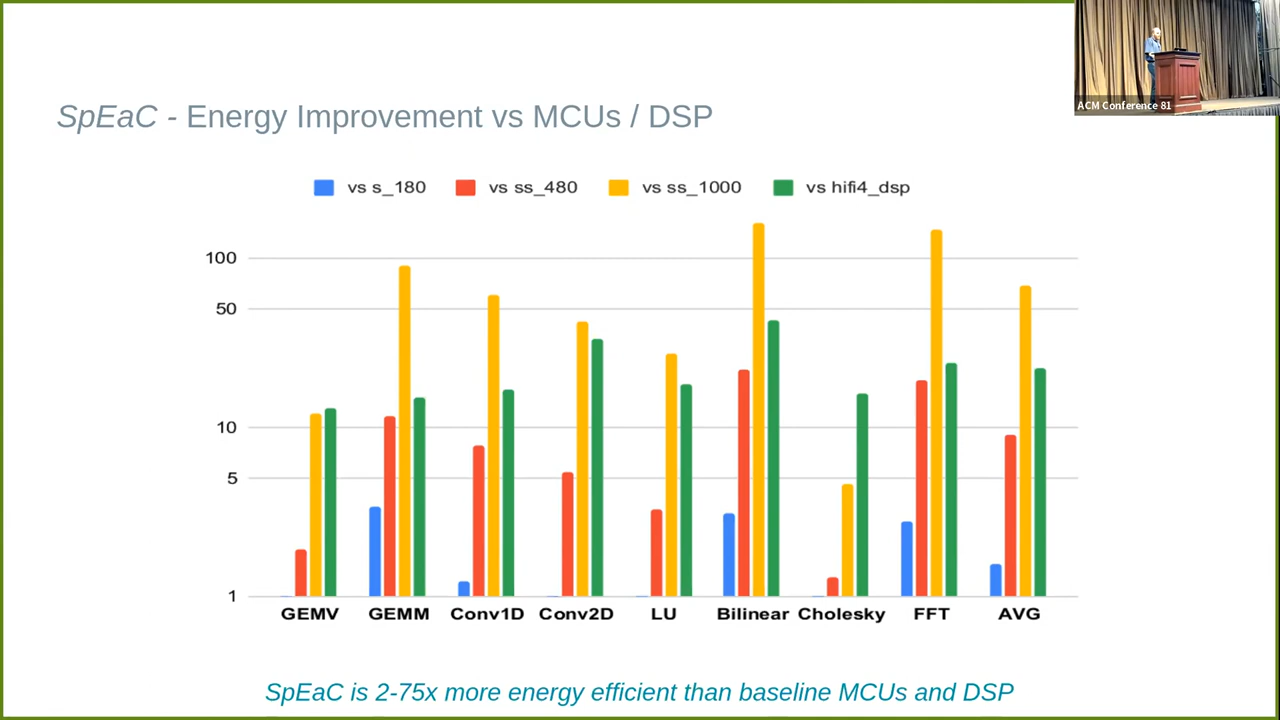 ACM Conference 81
SpEaC - Energy Improvement vs MCUs / DSP
vs s_180 vs ss_480 vs ss_1000 vs hifi4_dsp
100
50
10
5
1
GEMV GEMM Conv1D Conv2D LU Bilinear Cholesky FFT AVG
SpEaC is 2-75x more energy efficient than baseline MCUs and DSP